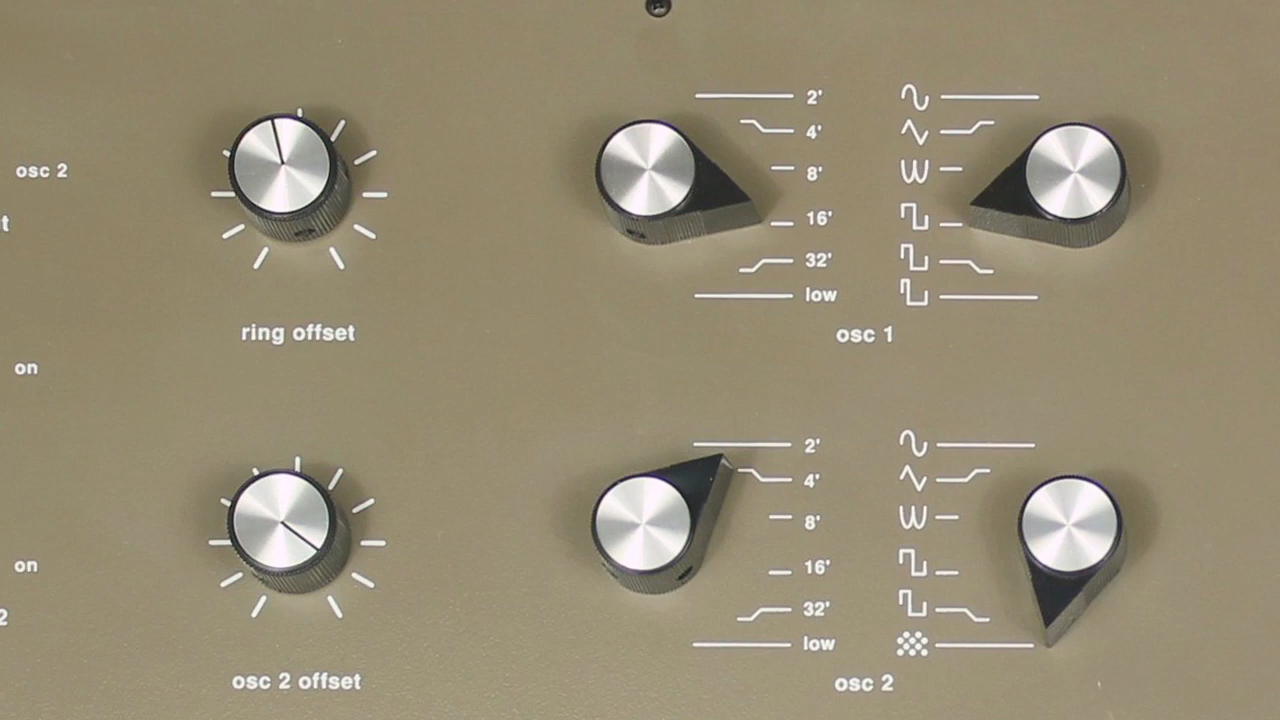 osc 2
on
on
2
ring offset
osc 2 offset
2'
4'
8'
16'
32'
low
osc 1
2'
4'
8'
16'
32'
low
osc 2